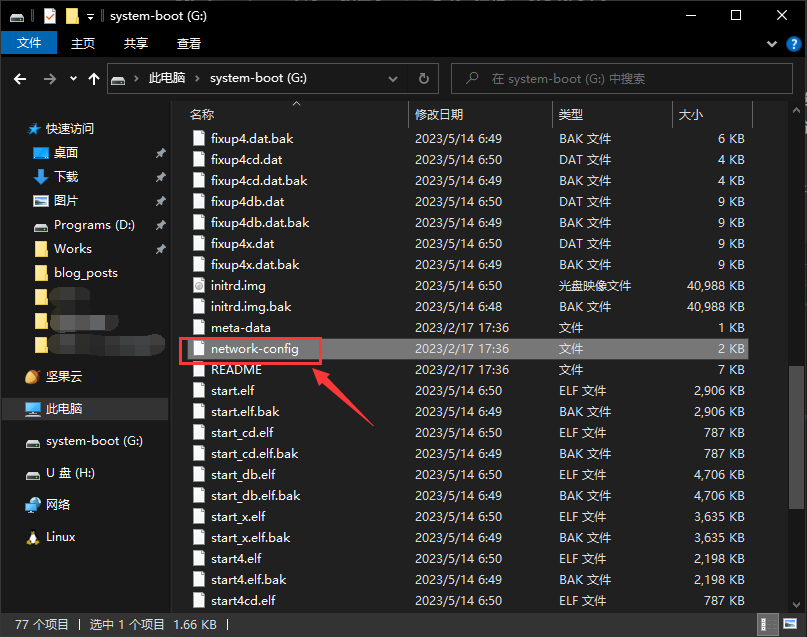 system-boot (G:)
文件 主页 共享 查看
此电脑 system-boot (G:) 在 system-boot (G:) 中搜索
名称 修改日期 类型 大小
快速访问
桌面
下载
图片
Programs (D:)
Works
blog_posts
坚果云
此电脑
system-boot (G:)
U 盘 (H:)
网络
Linux
fixup4.dat.bak 2023/5/14 6:49 BAK 文件 6 KB
fixup4cd.dat 2023/5/14 6:50 DAT 文件 4 KB
fixup4cd.dat.bak 2023/5/14 6:49 BAK 文件 4 KB
fixup4db.dat 2023/5/14 6:50 DAT 文件 9 KB
fixup4db.dat.bak 2023/5/14 6:49 BAK 文件 9 KB
fixup4x.dat 2023/5/14 6:50 DAT 文件 9 KB
fixup4x.dat.bak 2023/5/14 6:49 BAK 文件 9 KB
initrd.img 2023/5/14 6:50 光盘映像文件 40,988 KB
initrd.img.bak 2023/5/14 6:48 BAK 文件 40,988 KB
meta-data 2023/2/17 17:36 文件 1 KB
network-config 2023/2/17 17:36 文件 2 KB
README 2023/2/17 17:36 文件 7 KB
start.elf 2023/5/14 6:50 ELF 文件 2,906 KB
start.elf.bak 2023/5/14 6:49 BAK 文件 2,906 KB
start_cd.elf 2023/5/14 6:50 ELF 文件 787 KB
start_cd.elf.bak 2023/5/14 6:49 BAK 文件 787 KB
start_db.elf 2023/5/14 6:50 ELF 文件 4,706 KB
start_db.elf.bak 2023/5/14 6:49 BAK 文件 4,706 KB
start_x.elf 2023/5/14 6:50 ELF 文件 3,635 KB
start_x.elf.bak 2023/5/14 6:49 BAK 文件 3,635 KB
start4.elf 2023/5/14 6:50 ELF 文件 2,198 KB
start4.elf.bak 2023/5/14 6:49 BAK 文件 2,198 KB
start4cd.elf 2023/5/14 6:50 ELF 文件 787 KB
77 个项目 选中 1 个项目 1.66 KB